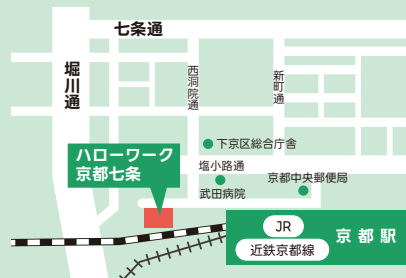 七条通
堀川通
西洞院通
新町通
下京区総合庁舎
ハローワーク
京都七条
塩小路通
武田病院
京都中央郵便局
JR
京都駅
近鉄京都線